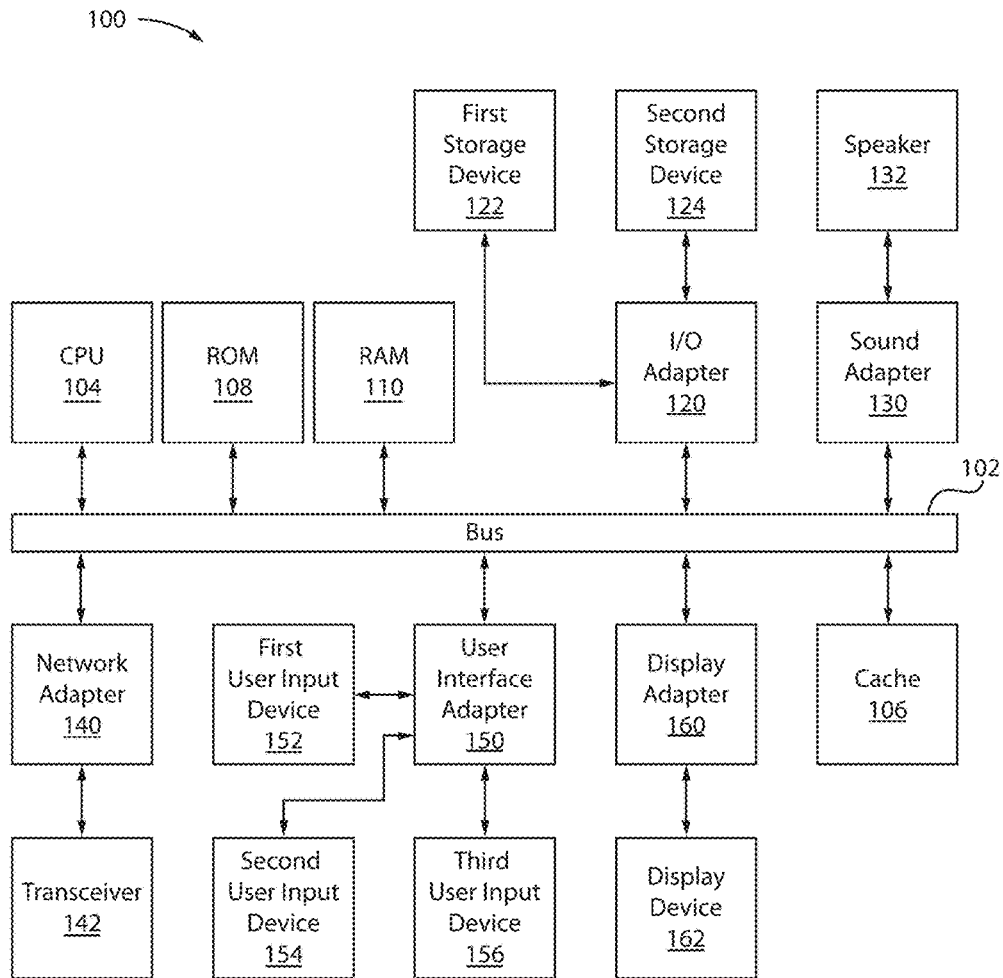 100
First
Storage
Device
122
Second
Storage
Device
124
Speaker
132
CPU
104
ROM
108
RAM
110
I/O
Adapter
120
Sound
Adapter
130
102
Bus
Network
Adapter
140
First
User Input
Device
152
User
Interface
Adapter
150
Display
Adapter
160
Cache
106
Transceiver
142
Second
User Input
Device
154
Third
User Input
Device
156
Display
Device
162